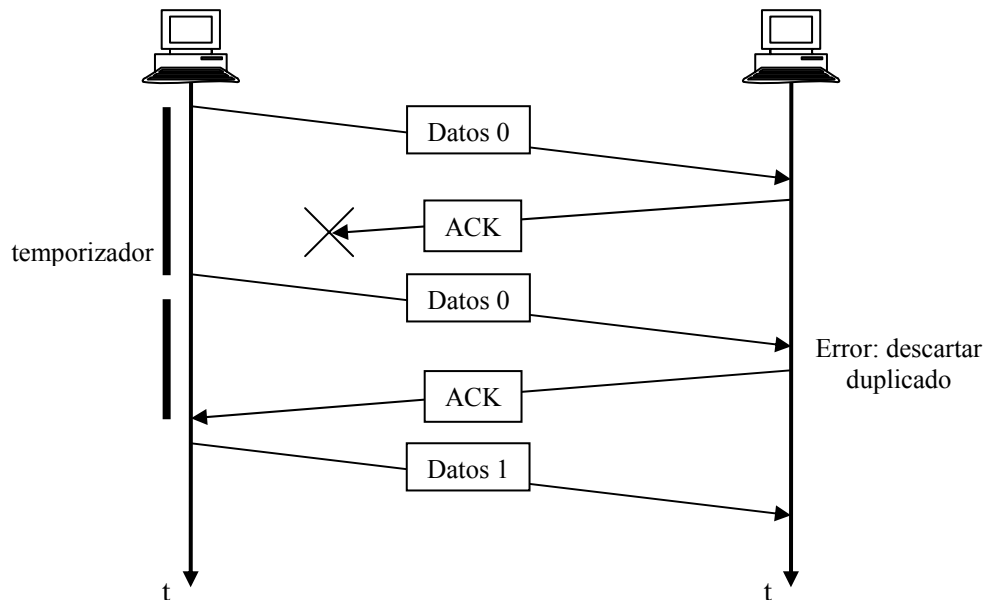 Datos 0
ACK
temporizador
Datos 0
Error: descartar
duplicado
ACK
Datos 1
t
t